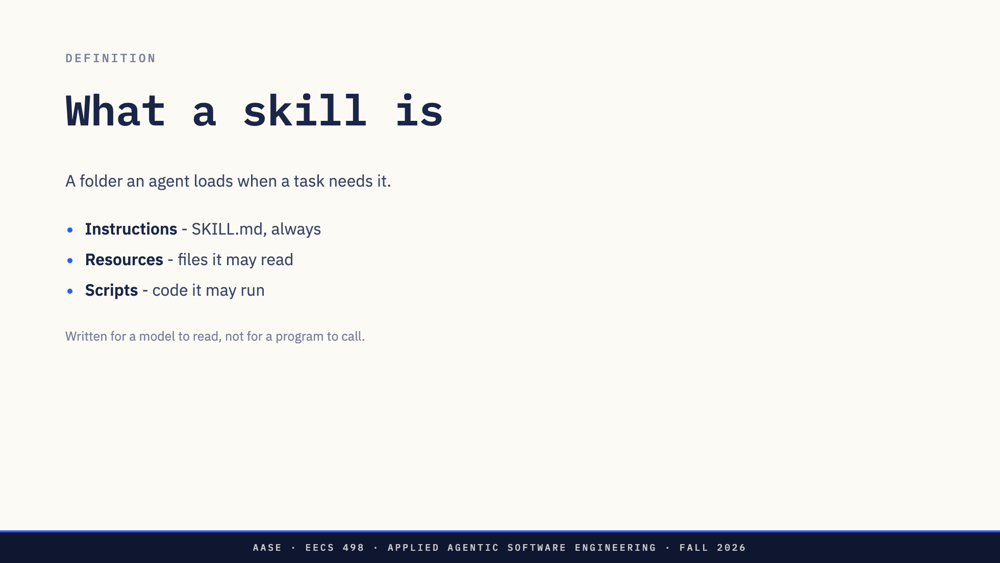 DEFINITION
What a skill is
A folder an agent loads when a task needs it.
• Instructions - SKILL.md, always
• Resources - files it may read
• Scripts - code it may run
Written for a model to read, not for a program to call.
AASE · EECS 498 · APPLIED AGENTIC SOFTWARE ENGINEERING · FALL 2026